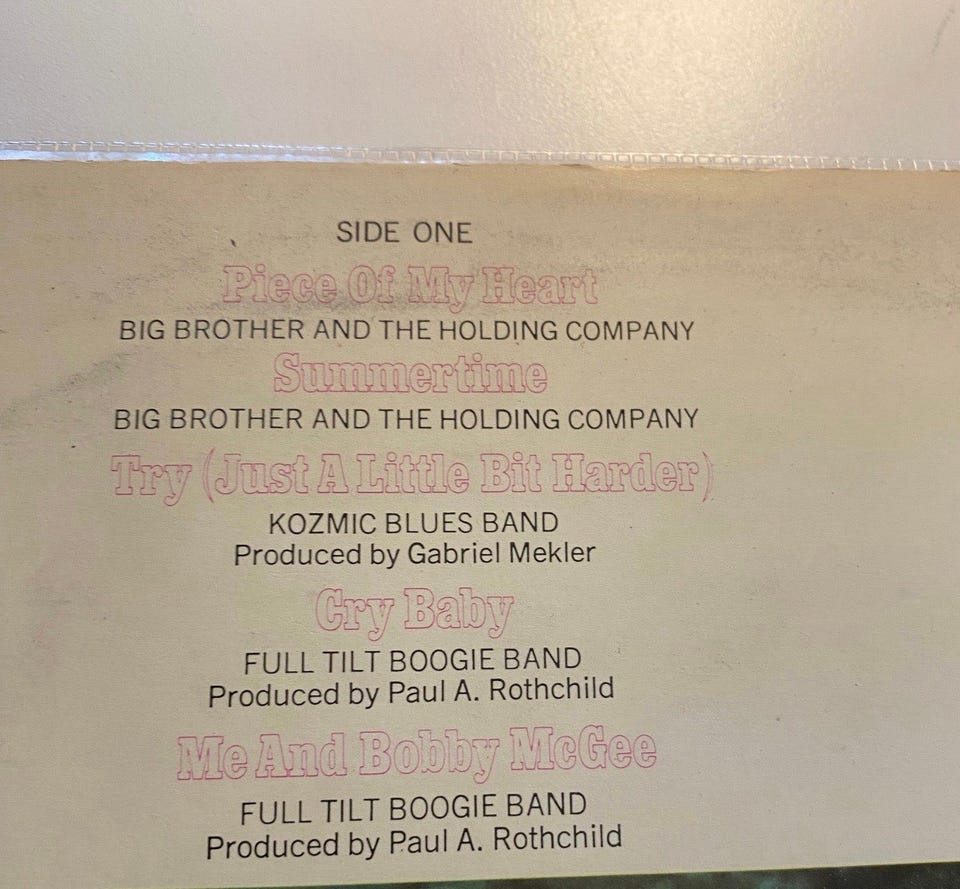 SIDE ONE
Piece Of My Heart
BIG BROTHER AND THE HOLDING COMPANY
Summertime
BIG BROTHER AND THE HOLDING COMPANY
Try (Just A Little Bit Harder)
KOZMIC BLUES BAND
Produced by Gabriel Mekler
Cry Baby
FULL TILT BOOGIE BAND
Produced by Paul A. Rothchild
Me And Bobby McGee
FULL TILT BOOGIE BAND
Produced by Paul A. Rothchild